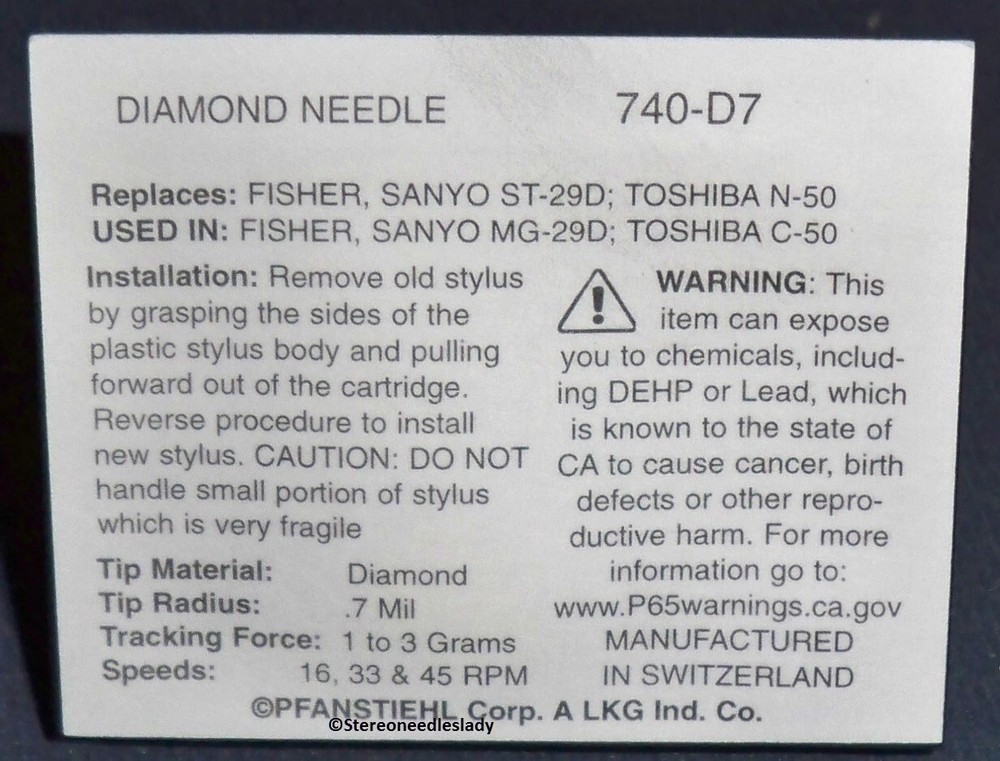 DIAMOND NEEDLE 740-D7
Replaces: FISHER, SANYO ST-29D; TOSHIBA N-50
USED IN: FISHER, SANYO MG-29D; TOSHIBA C-50
Installation: Remove old stylus
by grasping the sides of the
plastic stylus body and pulling
forward out of the cartridge.
Reverse procedure to install
new stylus. CAUTION: DO NOT
handle small portion of stylus
which is very fragile
WARNING: This
item can expose
you to chemicals, includ-
ing DEHP or Lead, which
is known to the state of
CA to cause cancer, birth
defects or other repro-
ductive harm. For more
information go to:
www.P65warnings.ca.gov
MANUFACTURED
IN SWITZERLAND
Tip Material: Diamond
Tip Radius: .7 Mil
Tracking Force: 1 to 3 Grams
Speeds: 16, 33 & 45 RPM
©PFANSTIEHL Corp. A LKG Ind. Co.
©Stereoneedleslady